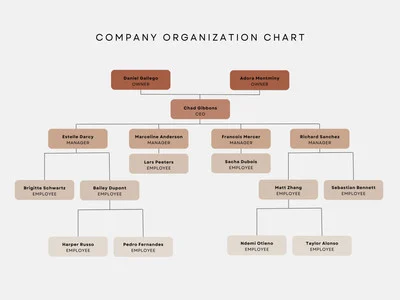 COMPANY ORGANIZATION CHART
Daniel Gallego
OWNER
Adora Montminy
OWNER
Chad Gibbons
CEO
Estelle Darcy
MANAGER
Marceline Anderson
MANAGER
Francois Mercer
MANAGER
Richard Sanchez
MANAGER
Lars Peeters
EMPLOYEE
Sacha Dubois
EMPLOYEE
Brigitte Schwartz
EMPLOYEE
Bailey Dupont
EMPLOYEE
Matt Zhang
EMPLOYEE
Sebastian Bennett
EMPLOYEE
Harper Russo
EMPLOYEE
Pedro Fernandes
EMPLOYEE
Ndemi Otieno
EMPLOYEE
Taylor Alonso
EMPLOYEE